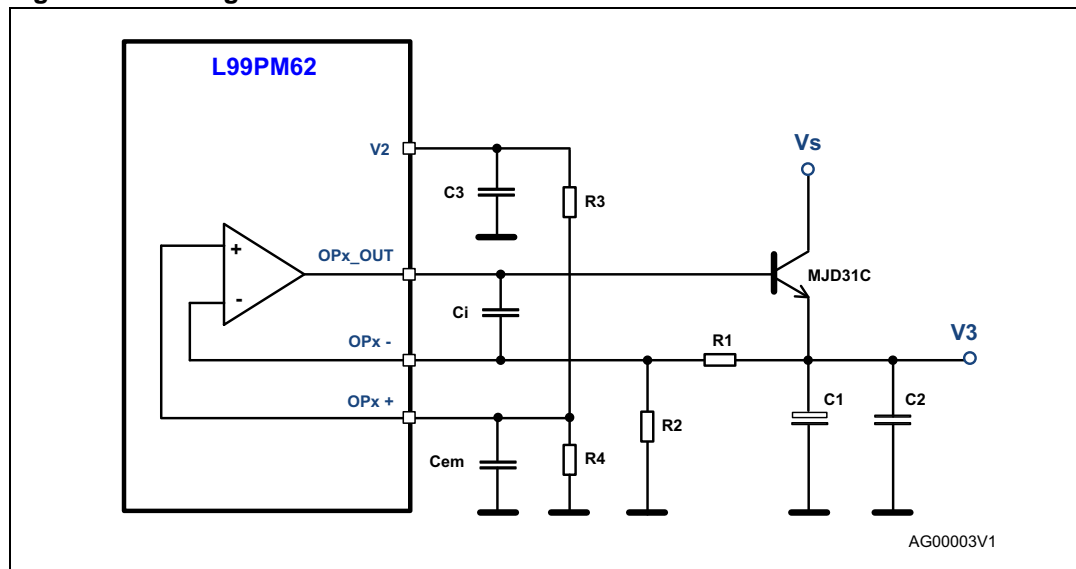 L99PM62
V2
Vs
C3
R3
+
OPx_OUT
MJD31C
-
Ci
OPx -
R1
V3
OPx +
C1
C2
R2
Cem
R4
AG00003V1